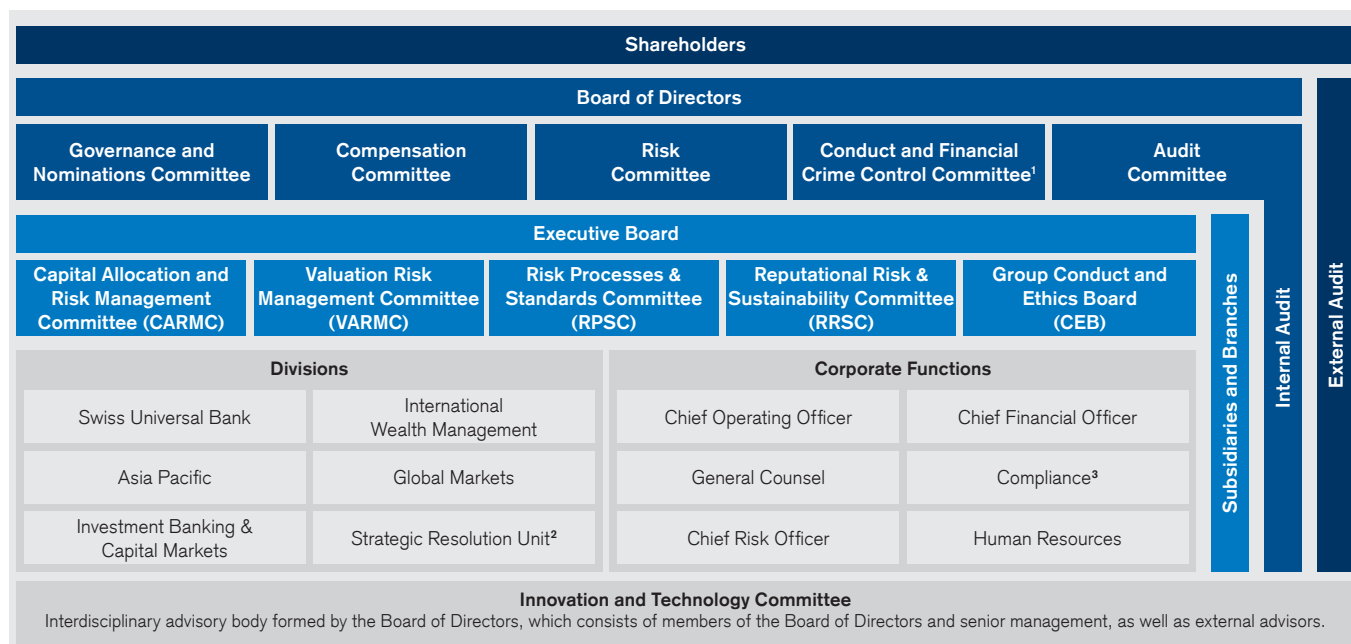 Shareholders
Board of Directors
Governance and
Nominations Committee
Compensation
Committee
Risk
Committee
Conduct and Financial
Crime Control Committee¹
Audit
Committee
Executive Board
Capital Allocation and
Risk Management
Committee (CARMC)
Valuation Risk
Management Committee
(VARMC)
Risk Processes &
Standards Committee
(RPSC)
Reputational Risk &
Sustainability Committee
(RRSC)
Group Conduct and
Ethics Board
(CEB)
Divisions
Swiss Universal Bank
International
Wealth Management
Asia Pacific
Global Markets
Investment Banking &
Capital Markets
Strategic Resolution Unit²
Corporate Functions
Chief Operating Officer
Chief Financial Officer
General Counsel
Compliance³
Chief Risk Officer
Human Resources
Subsidiaries and Branches
Internal Audit
External Audit
Innovation and Technology Committee
Interdisciplinary advisory body formed by the Board of Directors, which consists of members of the Board of Directors and senior management, as well as external advisors.